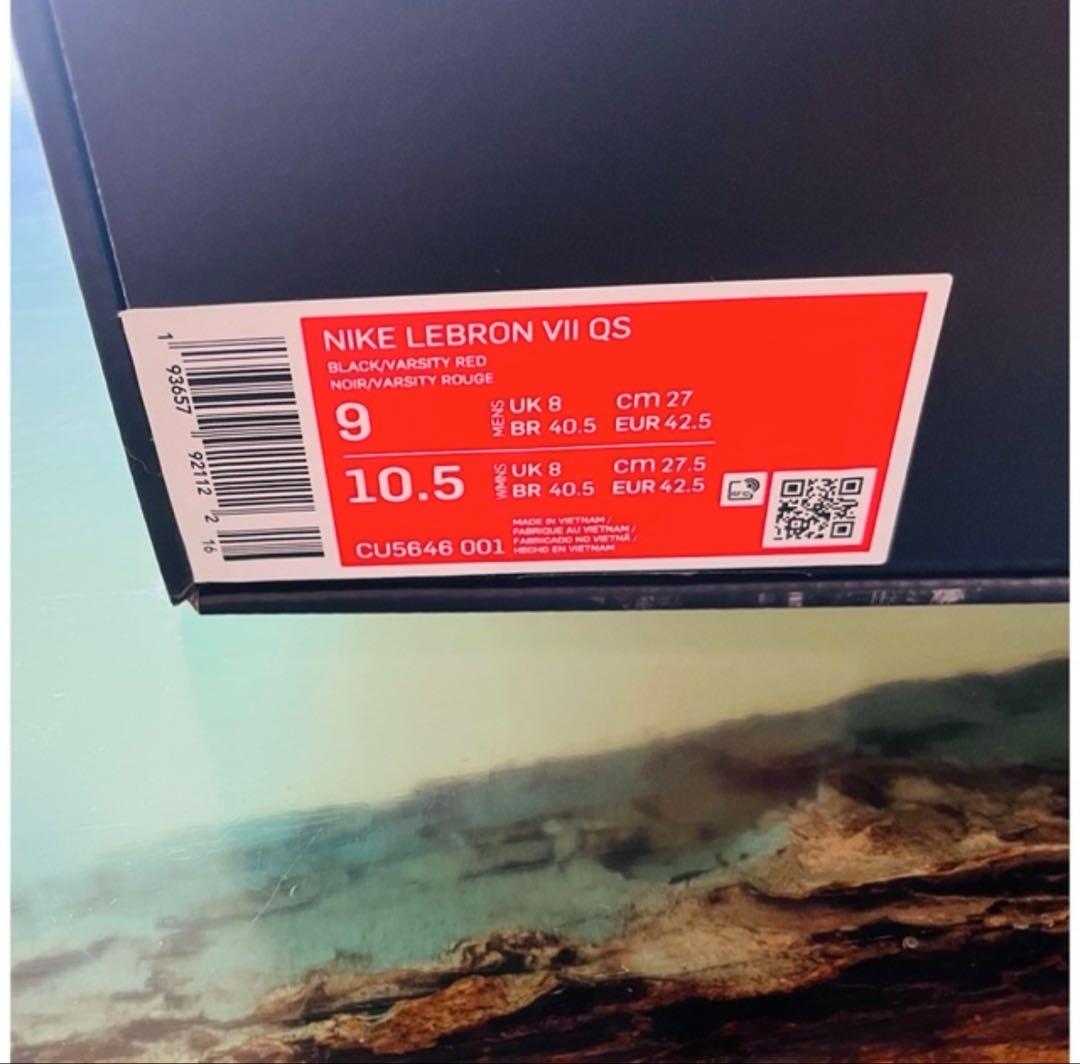 1 93657 92112 2 16
NIKE LEBRON VII QS
BLACK/VARSITY RED
NOIR/VARSITY ROUGE
9 MENS UK 8 cm 27
BR 40.5 EUR 42.5
10.5 WMNS UK 8 cm 27.5
BR 40.5 EUR 42.5
RFID
MADE IN VIETNAM /
FABRIQUE AU VIETNAM /
FABRICADO NO VIETNÃ /
HECHO EN VIETNAM
CU5646 001